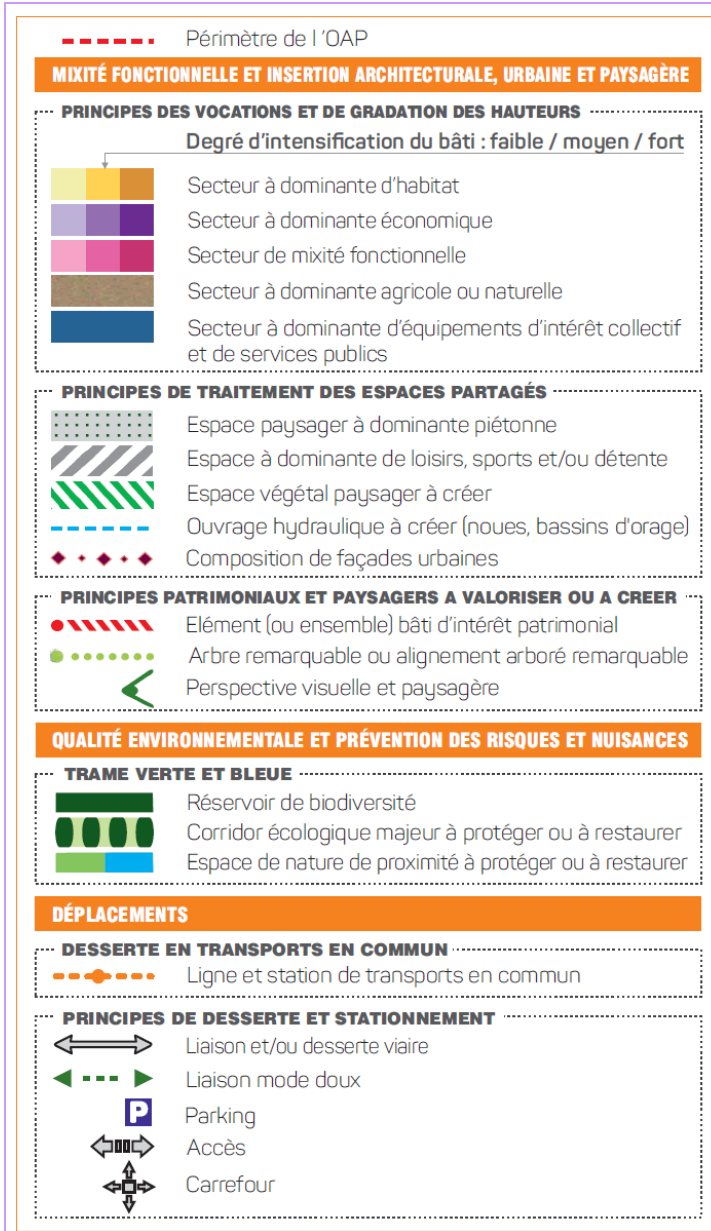 Périmètre de l 'OAP
MIXITÉ FONCTIONNELLE ET INSERTION ARCHITECTURALE, URBAINE ET PAYSAGÈRE
PRINCIPES DES VOCATIONS ET DE GRADATION DES HAUTEURS
Degré d'intensification du bâti : faible / moyen / fort
Secteur à dominante d'habitat
Secteur à dominante économique
Secteur de mixité fonctionnelle
Secteur à dominante agricole ou naturelle
Secteur à dominante d'équipements d'intérêt collectif
et de services publics
PRINCIPES DE TRAITEMENT DES ESPACES PARTAGÉS
Espace paysager à dominante piétonne
Espace à dominante de loisirs, sports et/ou détente
Espace végétal paysager à créer
Ouvrage hydraulique à créer (noues, bassins d'orage)
Composition de façades urbaines
PRINCIPES PATRIMONIAUX ET PAYSAGERS A VALORISER OU A CREER
Elément (ou ensemble) bâti d'intérêt patrimonial
Arbre remarquable ou alignement arboré remarquable
Perspective visuelle et paysagère
QUALITÉ ENVIRONNEMENTALE ET PRÉVENTION DES RISQUES ET NUISANCES
TRAME VERTE ET BLEUE
Réservoir de biodiversité
Corridor écologique majeur à protéger ou à restaurer
Espace de nature de proximité à protéger ou à restaurer
DÉPLACEMENTS
DESSERTE EN TRANSPORTS EN COMMUN
Ligne et station de transports en commun
PRINCIPES DE DESSERTE ET STATIONNEMENT
Liaison et/ou desserte viaire
Liaison mode doux
P Parking
Accès
Carrefour